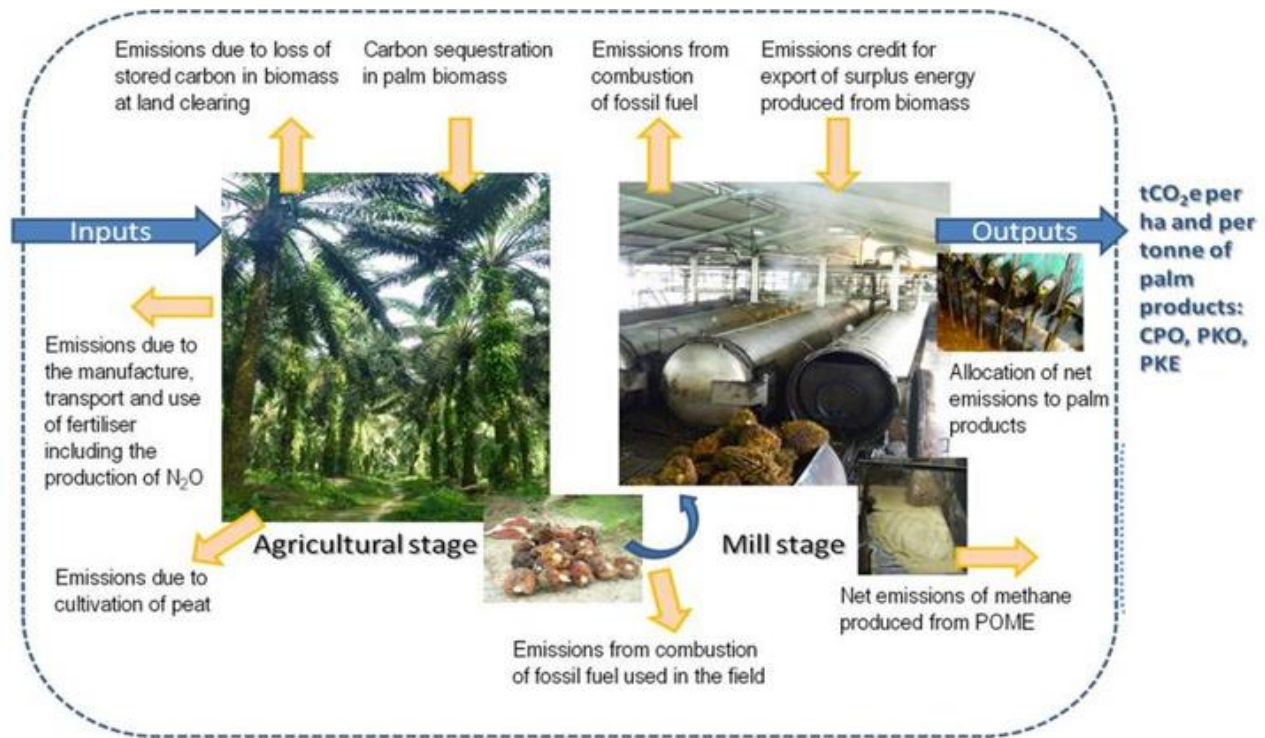 Emissions due to loss of
stored carbon in biomass
at land clearing
Carbon sequestration
in palm biomass
Emissions from
combustion
of fossil fuel
Emissions credit for
export of surplus energy
produced from biomass
Inputs
Outputs
tCO₂e per
ha and per
tonne of
palm
products:
CPO, PKO,
PKE
Emissions due to
the manufacture,
transport and use
of fertiliser
including the
production of N₂O
Allocation of net
emissions to palm
products
Agricultural stage
Mill stage
Emissions due to
cultivation of peat
Net emissions of methane
produced from POME
Emissions from combustion
of fossil fuel used in the field